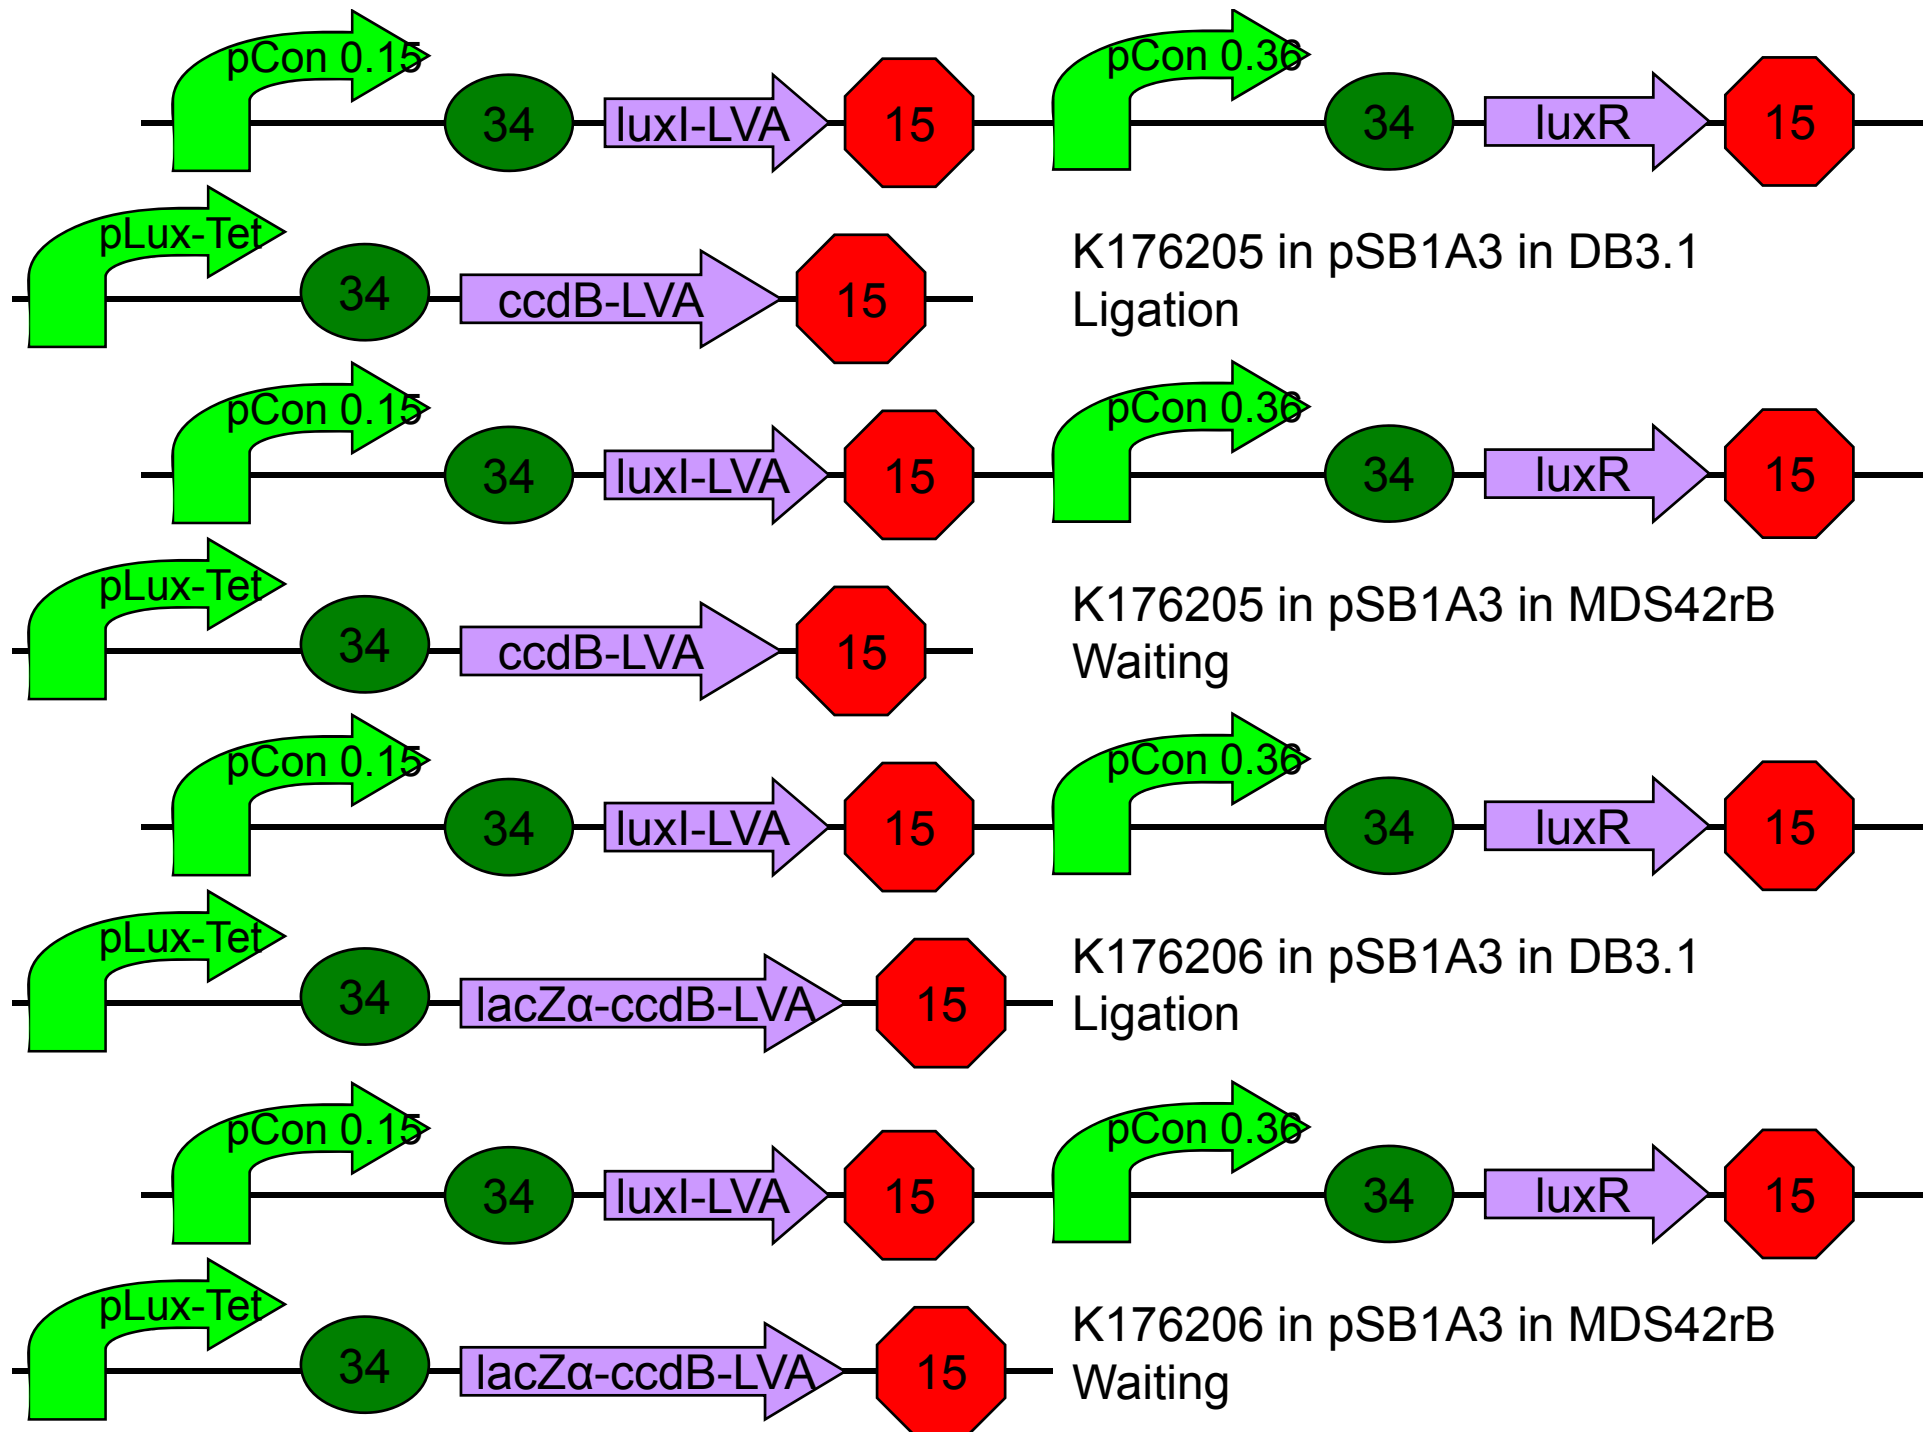 pCon 0.15 pCon 0.36
34 luxI-LVA 15 34 luxR 15
pLux-Tet
34 ccdB-LVA 15
K176205 in pSB1A3 in DB3.1
Ligation
pCon 0.15 pCon 0.36
34 luxI-LVA 15 34 luxR 15
pLux-Tet
34 ccdB-LVA 15
K176205 in pSB1A3 in MDS42rB
Waiting
pCon 0.15 pCon 0.36
34 luxI-LVA 15 34 luxR 15
pLux-Tet
34 lacZα-ccdB-LVA 15
K176206 in pSB1A3 in DB3.1
Ligation
pCon 0.15 pCon 0.36
34 luxI-LVA 15 34 luxR 15
pLux-Tet
34 lacZα-ccdB-LVA 15
K176206 in pSB1A3 in MDS42rB
Waiting